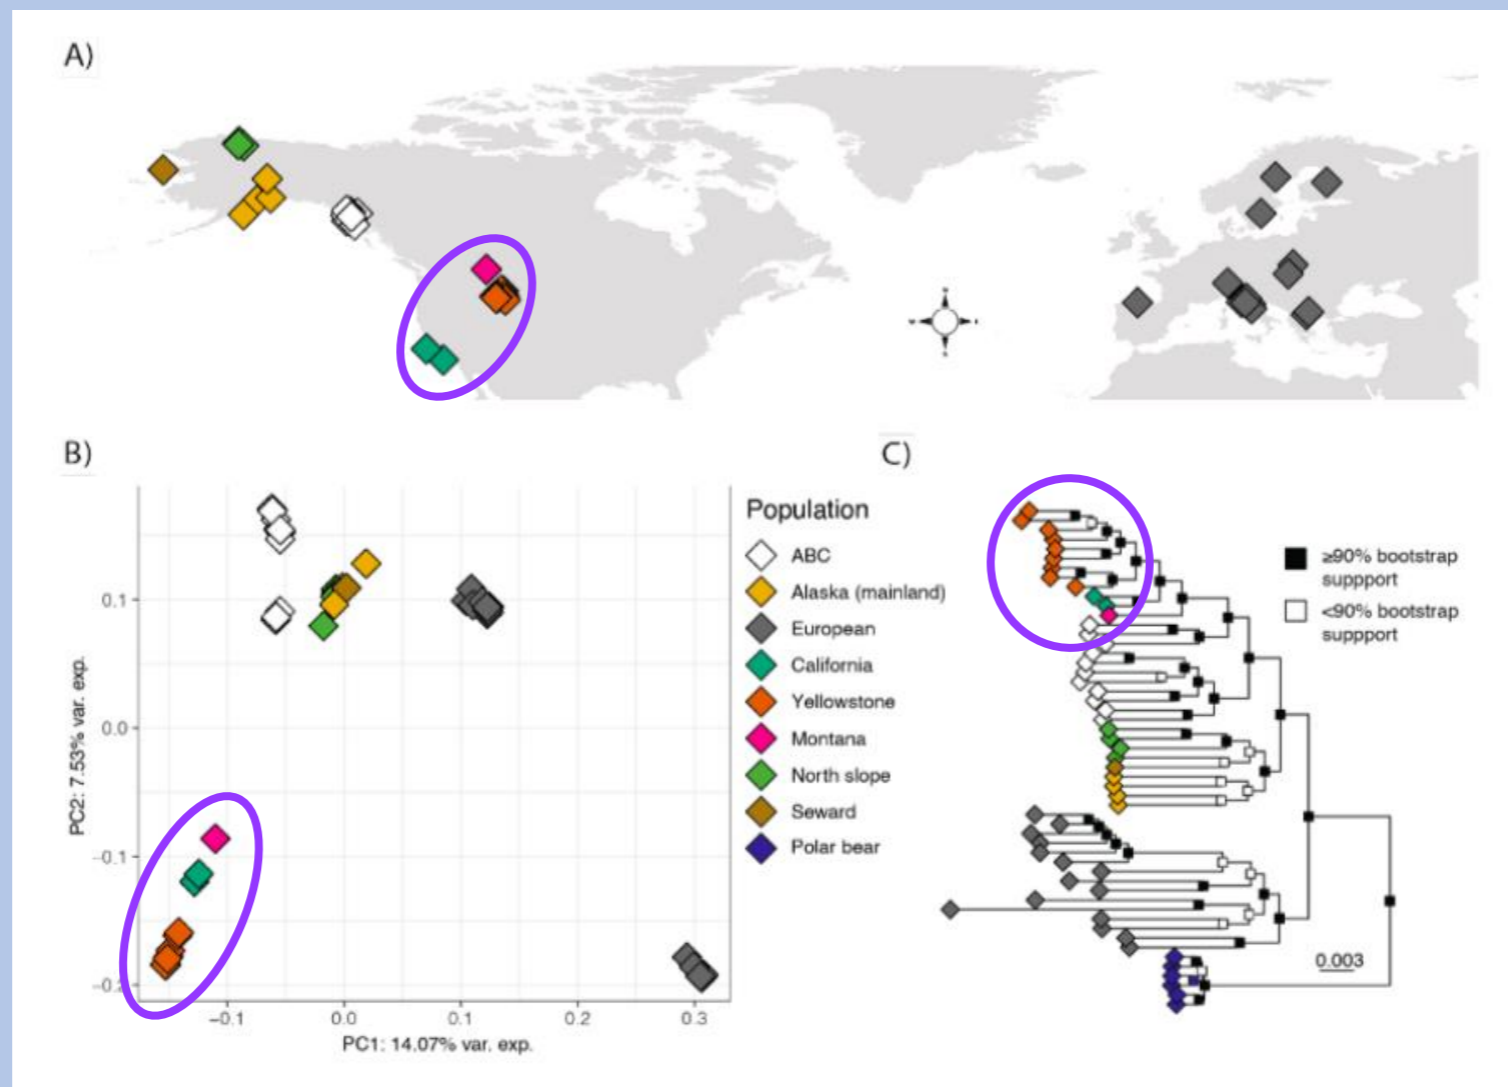 A)
B)
0.1
0.0
−0.1
PC2: 7.53% var. exp.
−0.1
0.0
0.1
0.2
0.3
PC1: 14.07% var. exp.
Population
ABC
Alaska (mainland)
European
California
Yellowstone
Montana
North slope
Seward
Polar bear
C)
≥90% bootstrap
suppport
<90% bootstrap
suppport
0.003